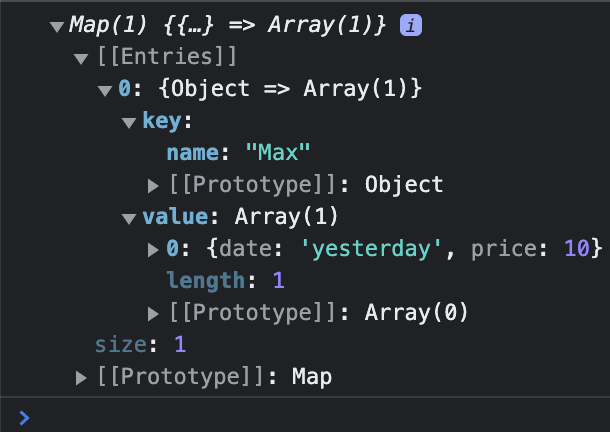 Map(1) {{…} => Array(1)} i
[[Entries]]
0: {Object => Array(1)}
key:
name: "Max"
[[Prototype]]: Object
value: Array(1)
0: {date: 'yesterday', price: 10}
length: 1
[[Prototype]]: Array(0)
size: 1
[[Prototype]]: Map